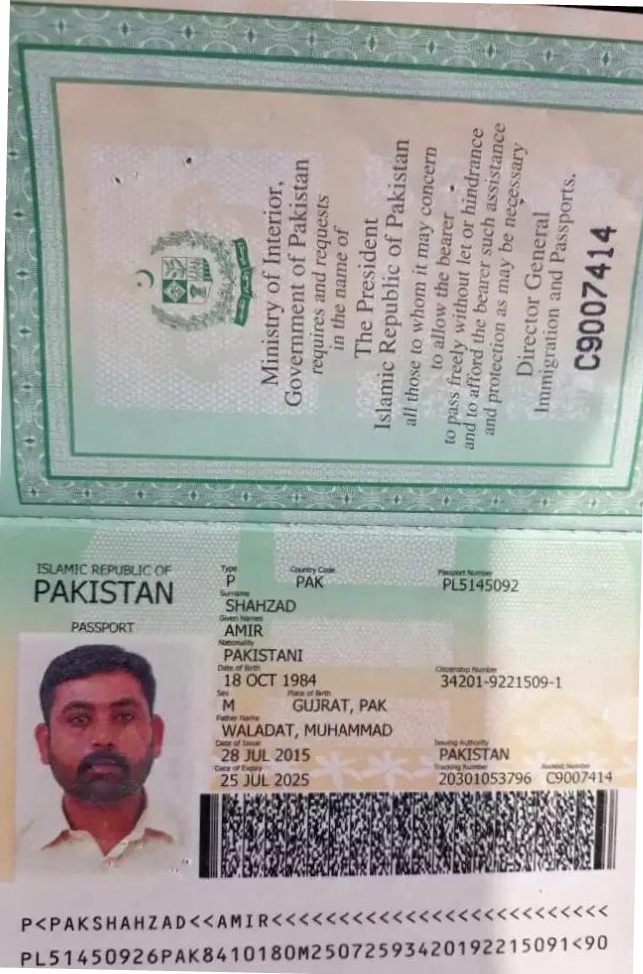 Ministry of Interior,
Government of Pakistan
requires and requests
in the name of
The President
Islamic Republic of Pakistan
all those to whom it may concern
to allow the bearer
to pass freely without let or hindrance
and to afford the bearer such assistance
and protection as may be necessary
Director General
Immigration and Passports.
C9007414
ISLAMIC REPUBLIC OF
PAKISTAN
PASSPORT
Type Country Code Passport Number
P PAK PL5145092
Surname
SHAHZAD
Given Names
AMIR
Nationality
PAKISTANI
Date of Birth Citizenship Number
18 OCT 1984 34201-9221509-1
Sex Place of Birth
M GUJRAT, PAK
Father Name
WALADAT, MUHAMMAD
Date of Issue Issuing Authority
28 JUL 2015 PAKISTAN
Date of Expiry Tracking Number Booklet Number
25 JUL 2025 20301053796 C9007414
P<PAKSHAHZAD<<AMIR<<<<<<<<<<<<<<<<<<<<<<<<<<
PL51450926PAK8410180M25072593420192215091<90